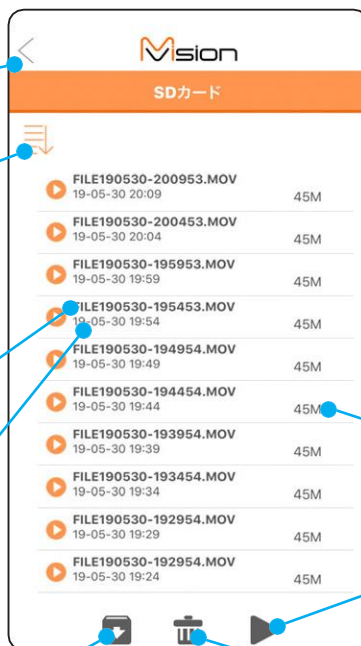 Mision
SDカード
FILE190530-200953.MOV
19-05-30 20:09
45M
FILE190530-200453.MOV
19-05-30 20:04
45M
FILE190530-195953.MOV
19-05-30 19:59
45M
FILE190530-195453.MOV
19-05-30 19:54
45M
FILE190530-194954.MOV
19-05-30 19:49
45M
FILE190530-194454.MOV
19-05-30 19:44
45M
FILE190530-193954.MOV
19-05-30 19:39
45M
FILE190530-193454.MOV
19-05-30 19:34
45M
FILE190530-192954.MOV
19-05-30 19:29
45M
FILE190530-192954.MOV
19-05-30 19:24
45M